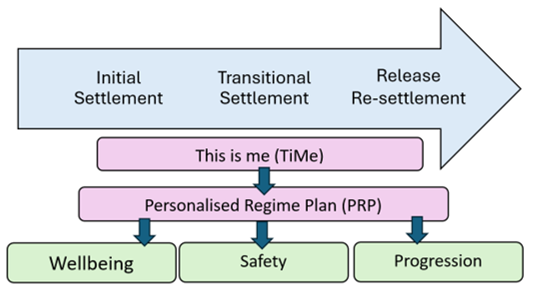 Initial
Settlement
Transitional
Settlement
Release
Re-settlement
This is me (TiMe)
Personalised Regime Plan (PRP)
Wellbeing
Safety
Progression